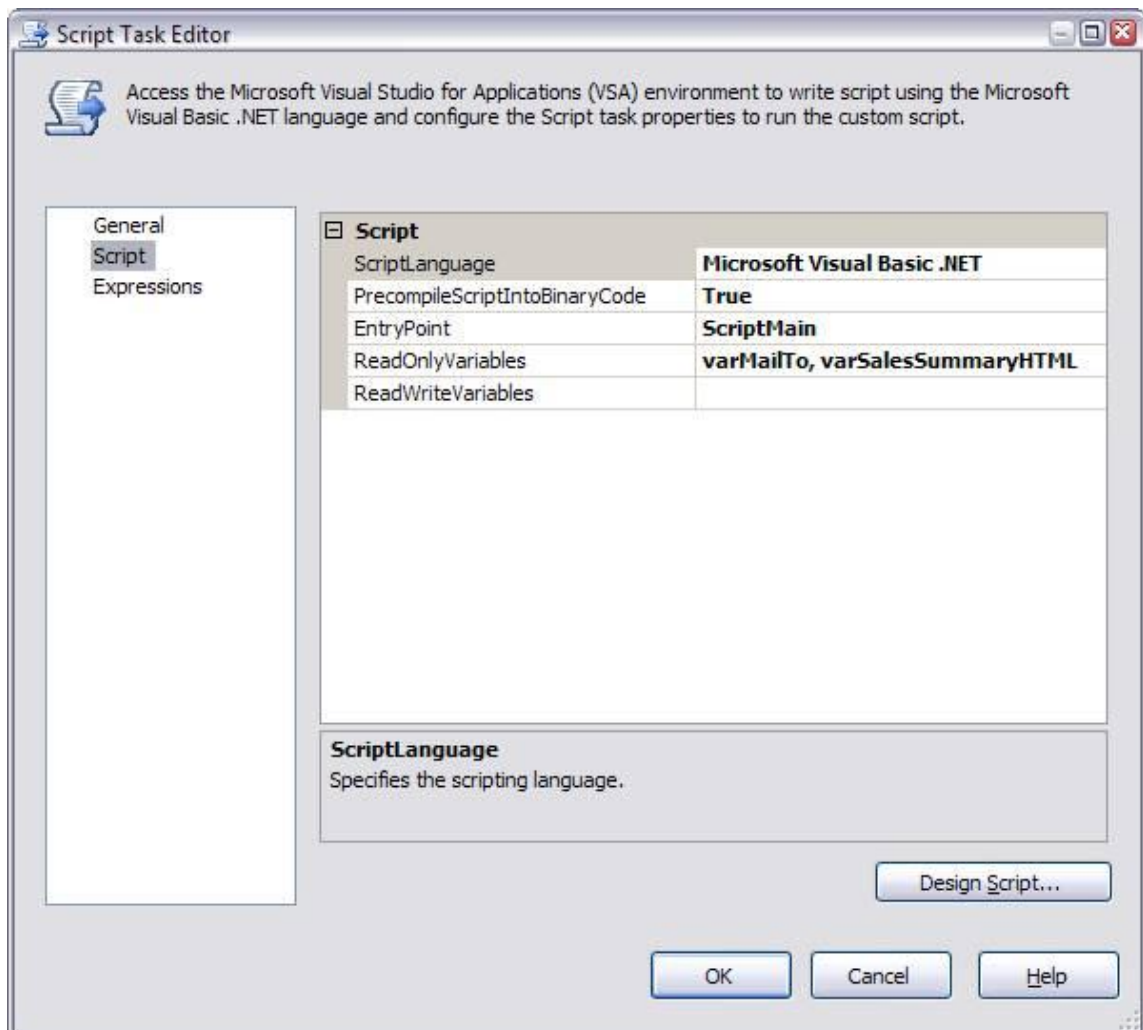 Script Task Editor
Access the Microsoft Visual Studio for Applications (VSA) environment to write script using the Microsoft
Visual Basic .NET language and configure the Script task properties to run the custom script.
General
Script
Expressions
Script
ScriptLanguage Microsoft Visual Basic .NET
PrecompileScriptIntoBinaryCode True
EntryPoint ScriptMain
ReadOnlyVariables varMailTo, varSalesSummaryHTML
ReadWriteVariables
ScriptLanguage
Specifies the scripting language.
Design Script...
OK Cancel Help